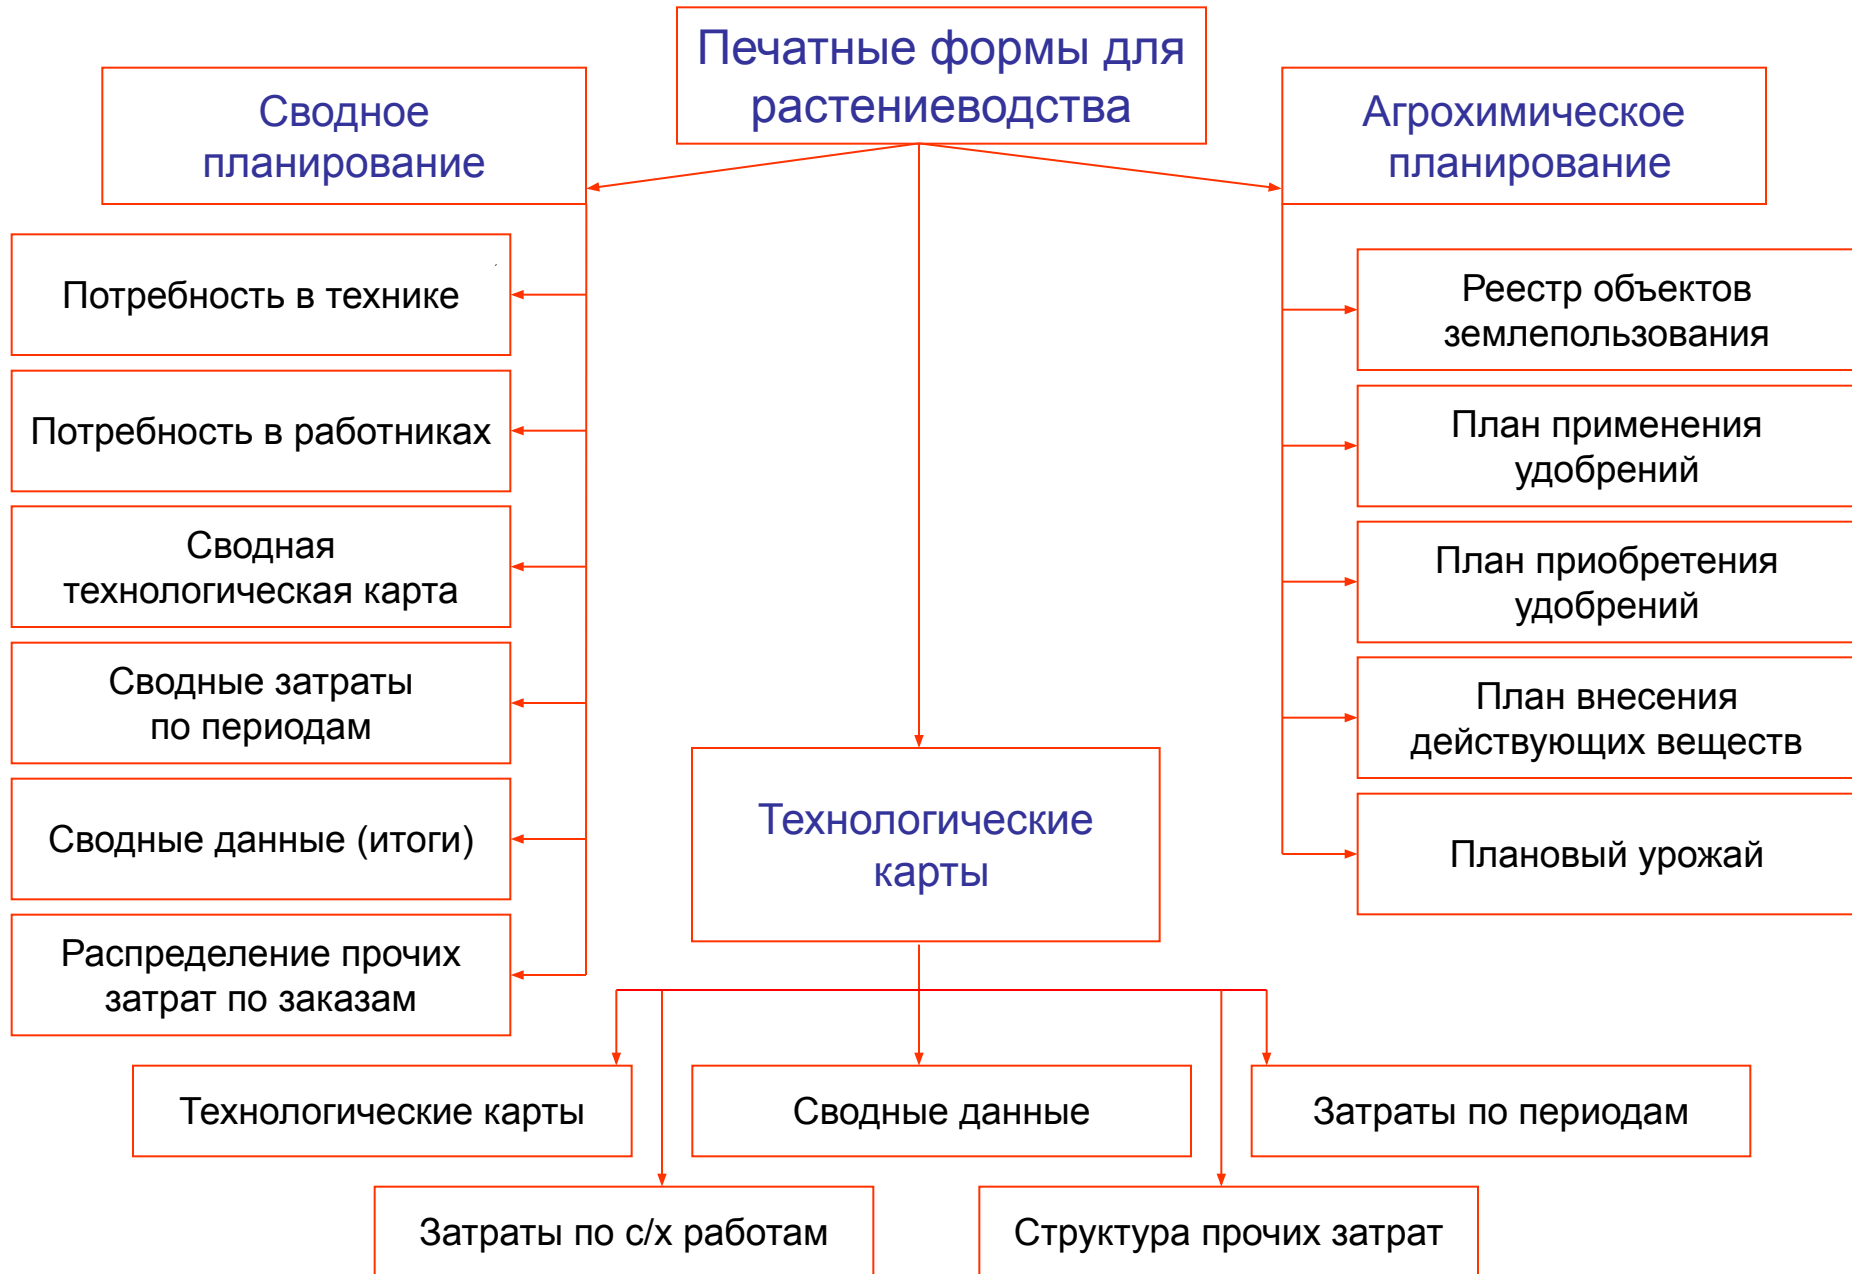 Печатные формы для
растениеводства
Сводное
планирование
Агрохимическое
планирование
Потребность в технике
Потребность в работниках
Сводная
технологическая карта
Сводные затраты
по периодам
Сводные данные (итоги)
Распределение прочих
затрат по заказам
Реестр объектов
землепользования
План применения
удобрений
План приобретения
удобрений
План внесения
действующих веществ
Плановый урожай
Технологические
карты
Технологические карты
Сводные данные
Затраты по периодам
Затраты по с/х работам
Структура прочих затрат